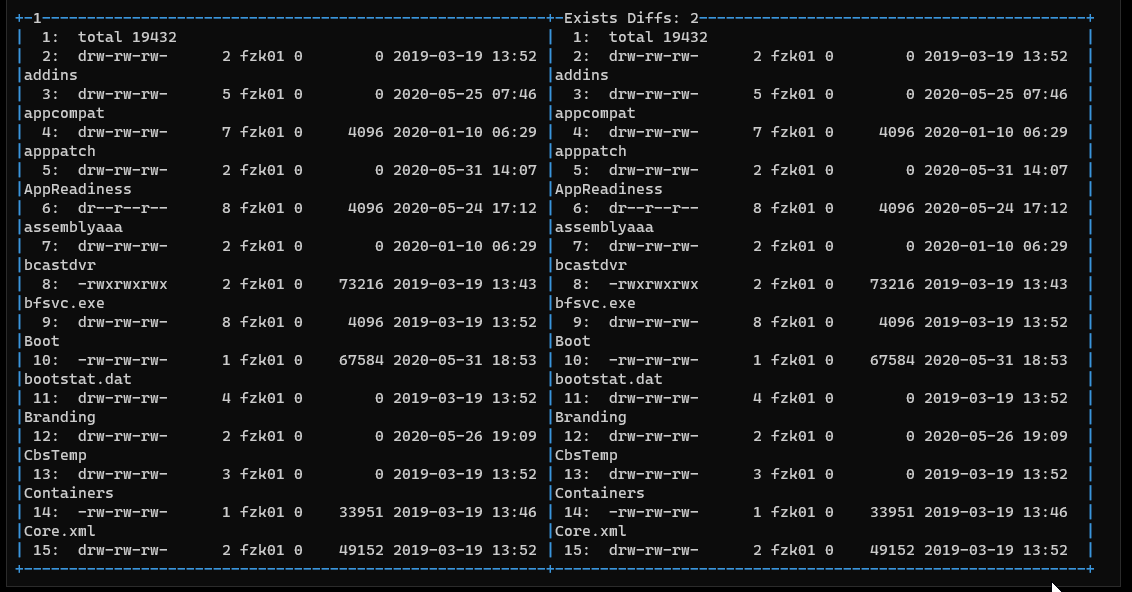 +-1---------------------------------------------------------+-Exists Diffs: 2-------------------------------------------+
|  1:  total 19432                                          |  1:  total 19432                                          |
|  2:  drw-rw-rw-      2 fzk01 0        0 2019-03-19 13:52 |  2:  drw-rw-rw-      2 fzk01 0        0 2019-03-19 13:52  |
|addins                                                     |addins                                                     |
|  3:  drw-rw-rw-      5 fzk01 0        0 2020-05-25 07:46 |  3:  drw-rw-rw-      5 fzk01 0        0 2020-05-25 07:46  |
|appcompat                                                  |appcompat                                                  |
|  4:  drw-rw-rw-      7 fzk01 0     4096 2020-01-10 06:29 |  4:  drw-rw-rw-      7 fzk01 0     4096 2020-01-10 06:29  |
|apppatch                                                   |apppatch                                                   |
|  5:  drw-rw-rw-      2 fzk01 0        0 2020-05-31 14:07 |  5:  drw-rw-rw-      2 fzk01 0        0 2020-05-31 14:07  |
|AppReadiness                                               |AppReadiness                                               |
|  6:  dr--r--r--      8 fzk01 0     4096 2020-05-24 17:12 |  6:  dr--r--r--      8 fzk01 0     4096 2020-05-24 17:12  |
|assemblyaaa                                                |assemblyaaa                                                |
|  7:  drw-rw-rw-      2 fzk01 0        0 2020-01-10 06:29 |  7:  drw-rw-rw-      2 fzk01 0        0 2020-01-10 06:29  |
|bcastdvr                                                   |bcastdvr                                                   |
|  8:  -rwxrwxrwx      2 fzk01 0    73216 2019-03-19 13:43 |  8:  -rwxrwxrwx      2 fzk01 0    73216 2019-03-19 13:43  |
|bfsvc.exe                                                  |bfsvc.exe                                                  |
|  9:  drw-rw-rw-      8 fzk01 0     4096 2019-03-19 13:52 |  9:  drw-rw-rw-      8 fzk01 0     4096 2019-03-19 13:52  |
|Boot                                                       |Boot                                                       |
| 10:  -rw-rw-rw-      1 fzk01 0    67584 2020-05-31 18:53 | 10:  -rw-rw-rw-      1 fzk01 0    67584 2020-05-31 18:53  |
|bootstat.dat                                               |bootstat.dat                                               |
| 11:  drw-rw-rw-      4 fzk01 0        0 2019-03-19 13:52 | 11:  drw-rw-rw-      4 fzk01 0        0 2019-03-19 13:52  |
|Branding                                                   |Branding                                                   |
| 12:  drw-rw-rw-      2 fzk01 0        0 2020-05-26 19:09 | 12:  drw-rw-rw-      2 fzk01 0        0 2020-05-26 19:09  |
|CbsTemp                                                    |CbsTemp                                                    |
| 13:  drw-rw-rw-      3 fzk01 0        0 2019-03-19 13:52 | 13:  drw-rw-rw-      3 fzk01 0        0 2019-03-19 13:52  |
|Containers                                                 |Containers                                                 |
| 14:  -rw-rw-rw-      1 fzk01 0    33951 2019-03-19 13:46 | 14:  -rw-rw-rw-      1 fzk01 0    33951 2019-03-19 13:46  |
|Core.xml                                                   |Core.xml                                                   |
| 15:  drw-rw-rw-      2 fzk01 0    49152 2019-03-19 13:52 | 15:  drw-rw-rw-      2 fzk01 0    49152 2019-03-19 13:52  |
+-----------------------------------------------------------+-----------------------------------------------------------+